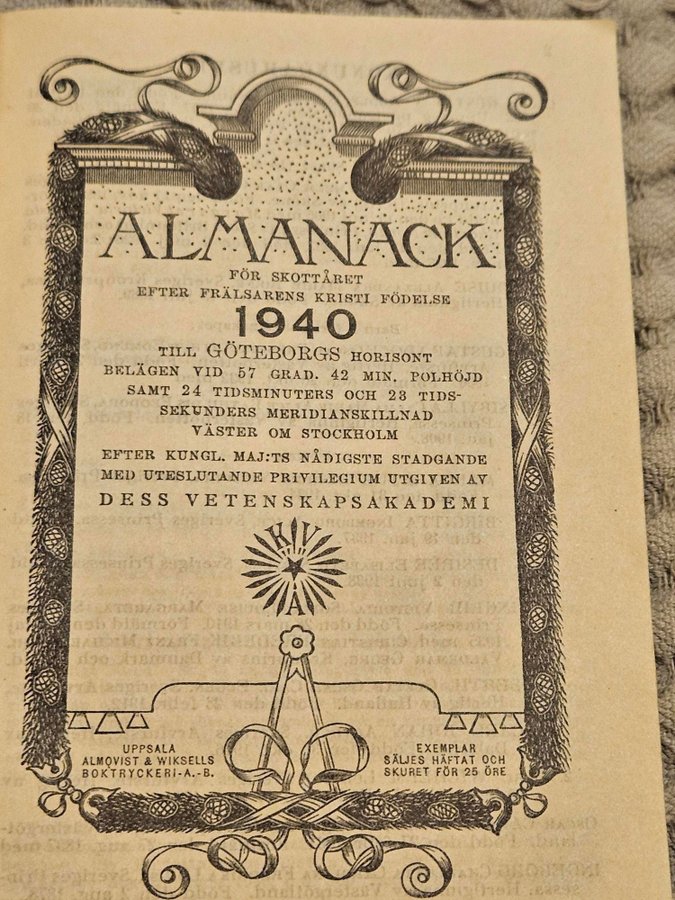 ALMANACK
FÖR SKOTTÅRET
EFTER FRÄLSARENS KRISTI FÖDELSE
1940
TILL GÖTEBORGS HORISONT
BELÄGEN VID 57 GRAD. 42 MIN. POLHÖJD
SAMT 24 TIDSMINUTERS OCH 23 TIDS-
SEKUNDERS MERIDIANSKILLNAD
VÄSTER OM STOCKHOLM
EFTER KUNGL. MAJ:TS NÅDIGSTE STADGANDE
MED UTESLUTANDE PRIVILEGIUM UTGIVEN AV
DESS VETENSKAPSAKADEMI
K V
A
UPPSALA
ALMQVIST & WIKSELLS
BOKTRYCKERI-A.-B.
EXEMPLAR
SÄLJES HÄFTAT OCH
SKURET FÖR 25 ÖRE